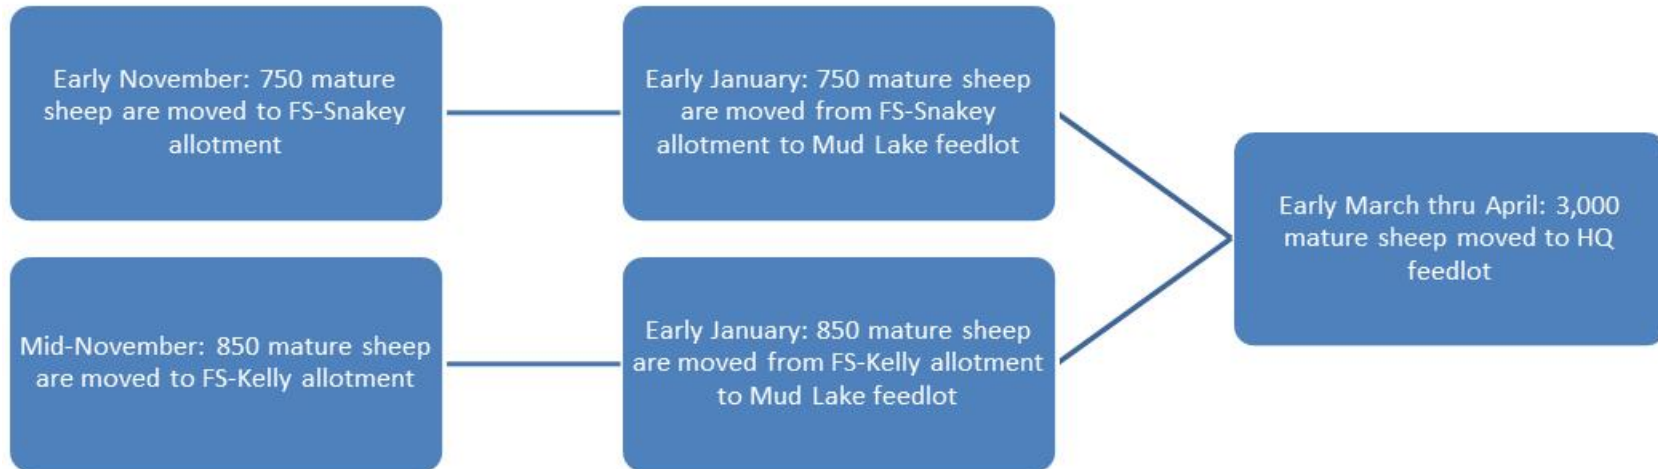 Early November: 750 mature
sheep are moved to FS-Snakey
allotment
Early January: 750 mature sheep
are moved from FS-Snakey
allotment to Mud Lake feedlot
Early March thru April: 3,000
mature sheep moved to HQ
feedlot
Mid-November: 850 mature sheep
are moved to FS-Kelly allotment
Early January: 850 mature sheep
are moved from FS-Kelly allotment
to Mud Lake feedlot